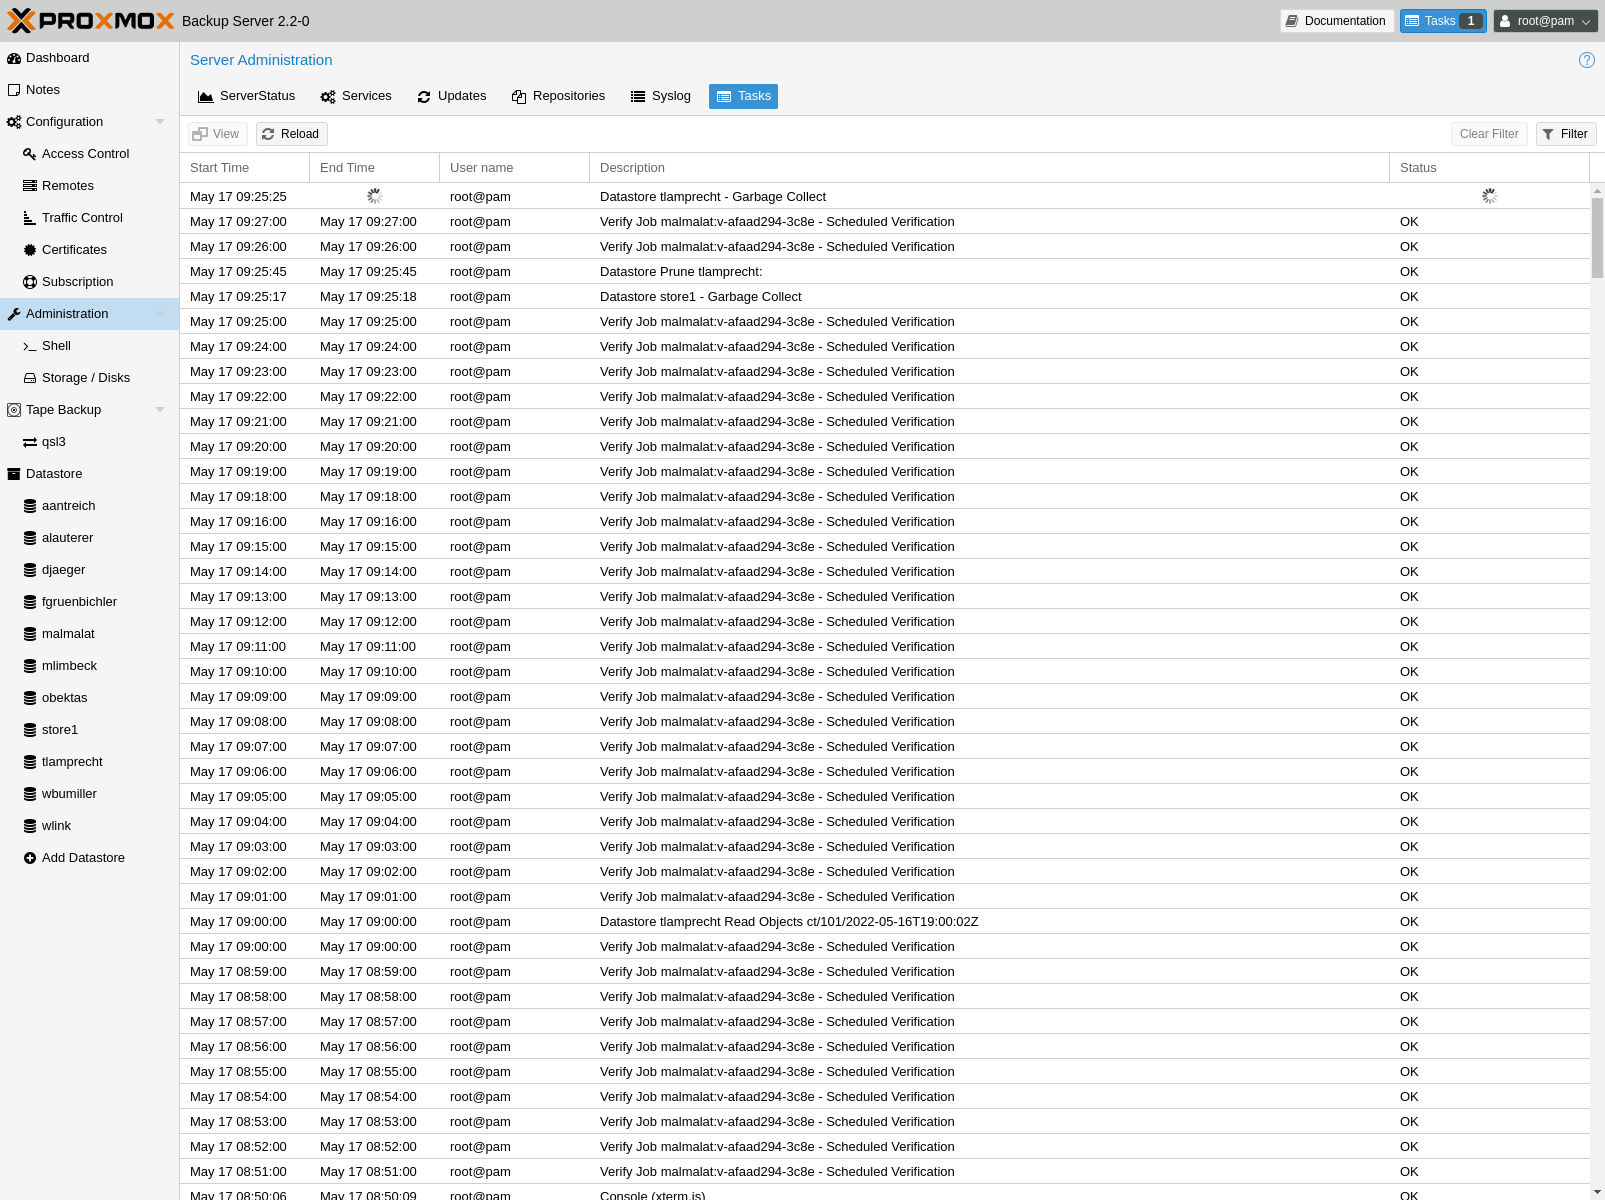 PROXMOX Backup Server 2.2-0 Documentation Tasks 1 root@pam
Dashboard
Notes
Configuration
Access Control
Remotes
Traffic Control
Certificates
Subscription
Administration
Shell
Storage / Disks
Tape Backup
qsl3
Datastore
aantreich
alauterer
djaeger
fgruenbichler
malmalat
mlimbeck
obektas
store1
tlamprecht
wbumiller
wlink
Add Datastore
Server Administration
ServerStatus Services Updates Repositories Syslog Tasks
View Reload Clear Filter Filter
Start Time End Time User name Description Status
May 17 09:25:25 root@pam Datastore tlamprecht - Garbage Collect
May 17 09:27:00 May 17 09:27:00 root@pam Verify Job malmalat:v-afaad294-3c8e - Scheduled Verification OK
May 17 09:26:00 May 17 09:26:00 root@pam Verify Job malmalat:v-afaad294-3c8e - Scheduled Verification OK
May 17 09:25:45 May 17 09:25:45 root@pam Datastore Prune tlamprecht: OK
May 17 09:25:17 May 17 09:25:18 root@pam Datastore store1 - Garbage Collect OK
May 17 09:25:00 May 17 09:25:00 root@pam Verify Job malmalat:v-afaad294-3c8e - Scheduled Verification OK
May 17 09:24:00 May 17 09:24:00 root@pam Verify Job malmalat:v-afaad294-3c8e - Scheduled Verification OK
May 17 09:23:00 May 17 09:23:00 root@pam Verify Job malmalat:v-afaad294-3c8e - Scheduled Verification OK
May 17 09:22:00 May 17 09:22:00 root@pam Verify Job malmalat:v-afaad294-3c8e - Scheduled Verification OK
May 17 09:21:00 May 17 09:21:00 root@pam Verify Job malmalat:v-afaad294-3c8e - Scheduled Verification OK
May 17 09:20:00 May 17 09:20:00 root@pam Verify Job malmalat:v-afaad294-3c8e - Scheduled Verification OK
May 17 09:19:00 May 17 09:19:00 root@pam Verify Job malmalat:v-afaad294-3c8e - Scheduled Verification OK
May 17 09:18:00 May 17 09:18:00 root@pam Verify Job malmalat:v-afaad294-3c8e - Scheduled Verification OK
May 17 09:16:00 May 17 09:16:00 root@pam Verify Job malmalat:v-afaad294-3c8e - Scheduled Verification OK
May 17 09:15:00 May 17 09:15:00 root@pam Verify Job malmalat:v-afaad294-3c8e - Scheduled Verification OK
May 17 09:14:00 May 17 09:14:00 root@pam Verify Job malmalat:v-afaad294-3c8e - Scheduled Verification OK
May 17 09:13:00 May 17 09:13:00 root@pam Verify Job malmalat:v-afaad294-3c8e - Scheduled Verification OK
May 17 09:12:00 May 17 09:12:00 root@pam Verify Job malmalat:v-afaad294-3c8e - Scheduled Verification OK
May 17 09:11:00 May 17 09:11:00 root@pam Verify Job malmalat:v-afaad294-3c8e - Scheduled Verification OK
May 17 09:10:00 May 17 09:10:00 root@pam Verify Job malmalat:v-afaad294-3c8e - Scheduled Verification OK
May 17 09:09:00 May 17 09:09:00 root@pam Verify Job malmalat:v-afaad294-3c8e - Scheduled Verification OK
May 17 09:08:00 May 17 09:08:00 root@pam Verify Job malmalat:v-afaad294-3c8e - Scheduled Verification OK
May 17 09:07:00 May 17 09:07:00 root@pam Verify Job malmalat:v-afaad294-3c8e - Scheduled Verification OK
May 17 09:06:00 May 17 09:06:00 root@pam Verify Job malmalat:v-afaad294-3c8e - Scheduled Verification OK
May 17 09:05:00 May 17 09:05:00 root@pam Verify Job malmalat:v-afaad294-3c8e - Scheduled Verification OK
May 17 09:04:00 May 17 09:04:00 root@pam Verify Job malmalat:v-afaad294-3c8e - Scheduled Verification OK
May 17 09:03:00 May 17 09:03:00 root@pam Verify Job malmalat:v-afaad294-3c8e - Scheduled Verification OK
May 17 09:02:00 May 17 09:02:00 root@pam Verify Job malmalat:v-afaad294-3c8e - Scheduled Verification OK
May 17 09:01:00 May 17 09:01:00 root@pam Verify Job malmalat:v-afaad294-3c8e - Scheduled Verification OK
May 17 09:00:00 May 17 09:00:00 root@pam Datastore tlamprecht Read Objects ct/101/2022-05-16T19:00:02Z OK
May 17 09:00:00 May 17 09:00:00 root@pam Verify Job malmalat:v-afaad294-3c8e - Scheduled Verification OK
May 17 08:59:00 May 17 08:59:00 root@pam Verify Job malmalat:v-afaad294-3c8e - Scheduled Verification OK
May 17 08:58:00 May 17 08:58:00 root@pam Verify Job malmalat:v-afaad294-3c8e - Scheduled Verification OK
May 17 08:57:00 May 17 08:57:00 root@pam Verify Job malmalat:v-afaad294-3c8e - Scheduled Verification OK
May 17 08:56:00 May 17 08:56:00 root@pam Verify Job malmalat:v-afaad294-3c8e - Scheduled Verification OK
May 17 08:55:00 May 17 08:55:00 root@pam Verify Job malmalat:v-afaad294-3c8e - Scheduled Verification OK
May 17 08:54:00 May 17 08:54:00 root@pam Verify Job malmalat:v-afaad294-3c8e - Scheduled Verification OK
May 17 08:53:00 May 17 08:53:00 root@pam Verify Job malmalat:v-afaad294-3c8e - Scheduled Verification OK
May 17 08:52:00 May 17 08:52:00 root@pam Verify Job malmalat:v-afaad294-3c8e - Scheduled Verification OK
May 17 08:51:00 May 17 08:51:00 root@pam Verify Job malmalat:v-afaad294-3c8e - Scheduled Verification OK
May 17 08:50:06 May 17 08:50:09 root@pam Console (xterm.js) OK